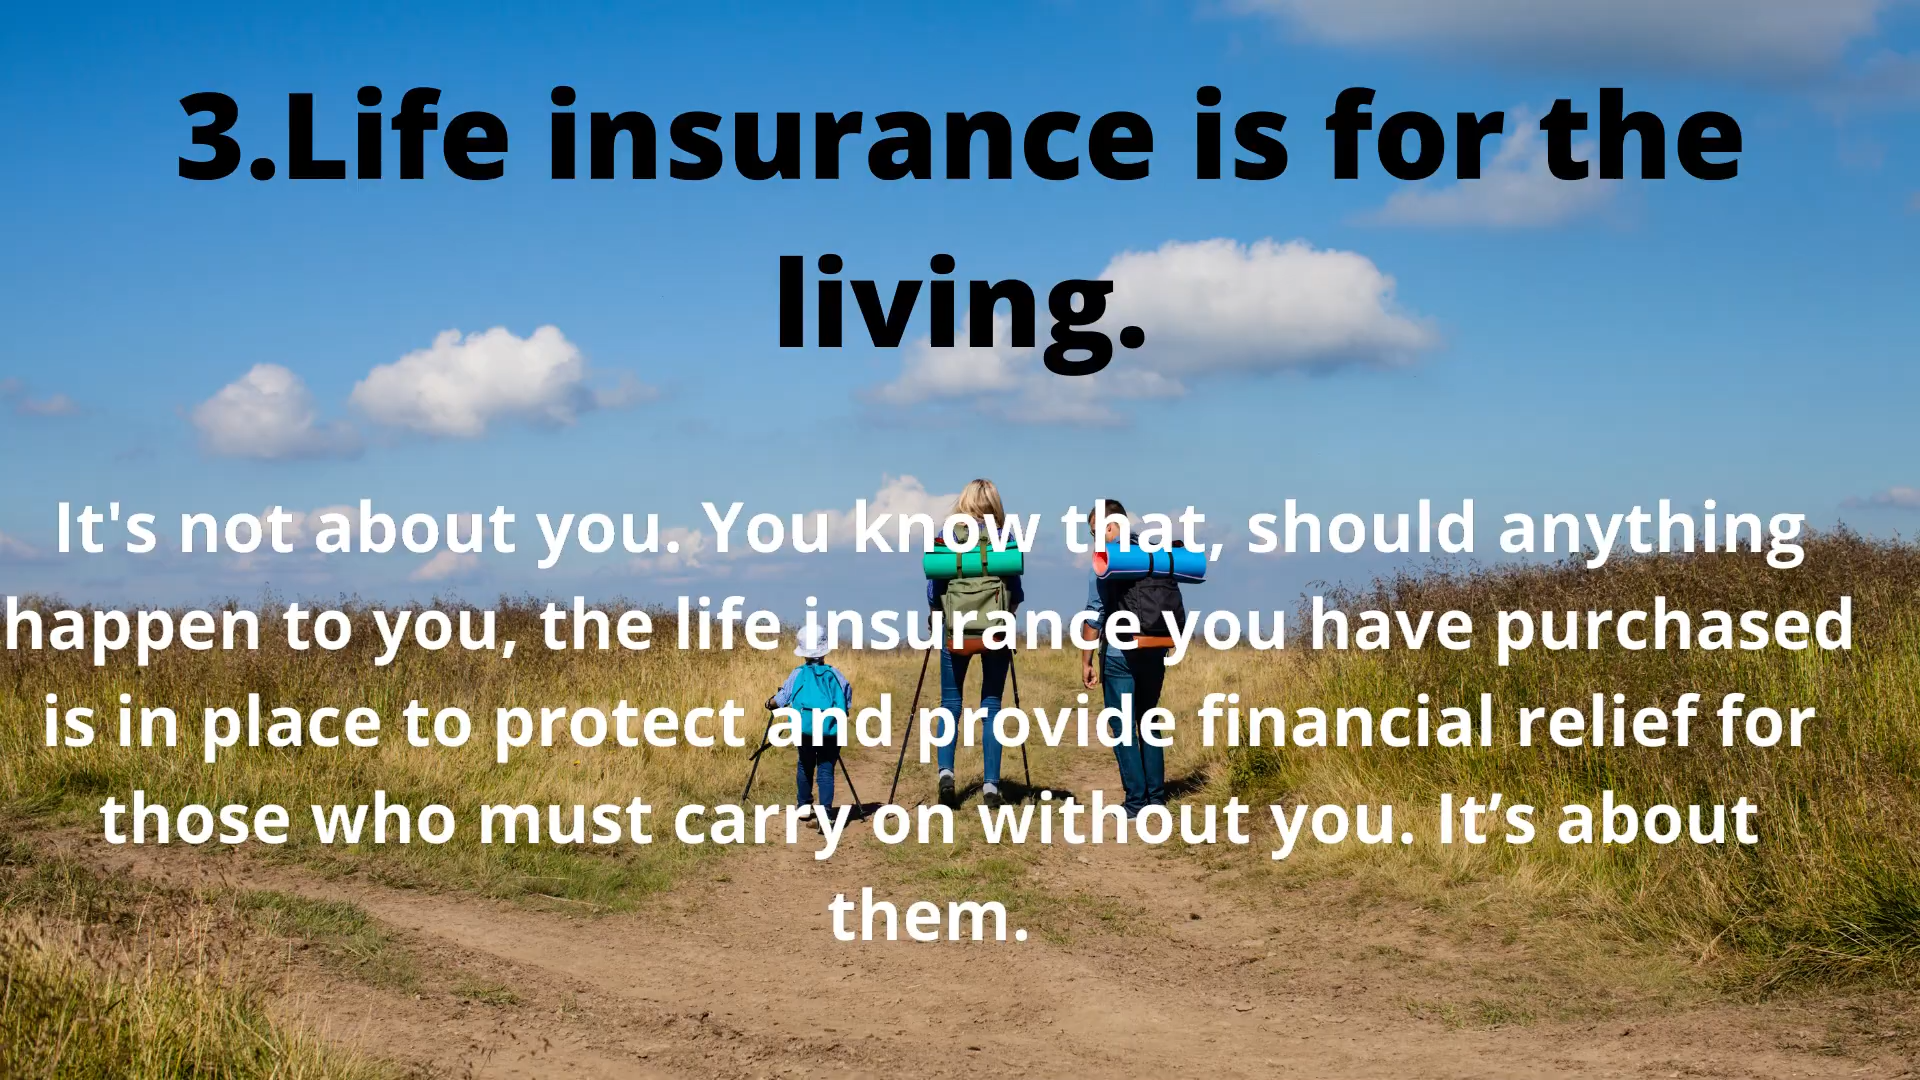 3.Life insurance is for the
living.
It's not about you. You know that, should anything
happen to you, the life insurance you have purchased
is in place to protect and provide financial relief for
those who must carry on without you. It’s about
them.